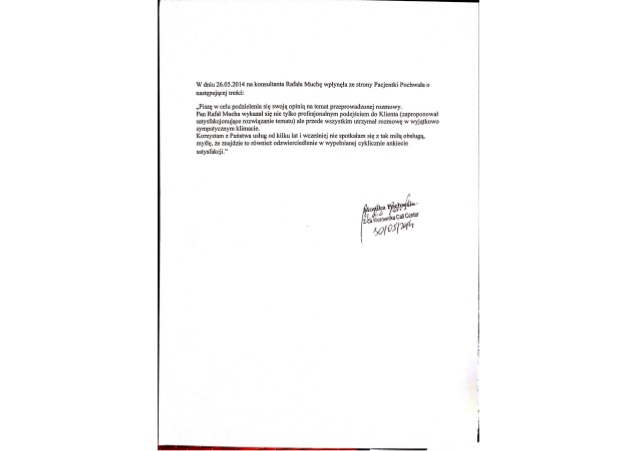 W dniu 26.05.2014 na konsultanta Rafała Muchę wpłynęła ze strony Pacjentki Pochwała o
następującej treści:
„Piszę w celu podzielenia się swoją opinią na temat przeprowadzonej rozmowy.
Pan Rafał Mucha wykazał się nie tylko profesjonalnym podejściem do Klienta (zaproponował
satysfakcjonujące rozwiązanie tematu) ale przede wszystkim utrzymał rozmowę w wyjątkowo
sympatycznym klimacie.
Korzystam z Państwa usług od kilku lat i wcześniej nie spotkałam się z tak miłą obsługą,
myślę, że znajdzie to również odzwierciedlenie w wypełnianej cyklicznie ankiecie
satysfakcji.”
Kierownika Call Center
30/05/2014